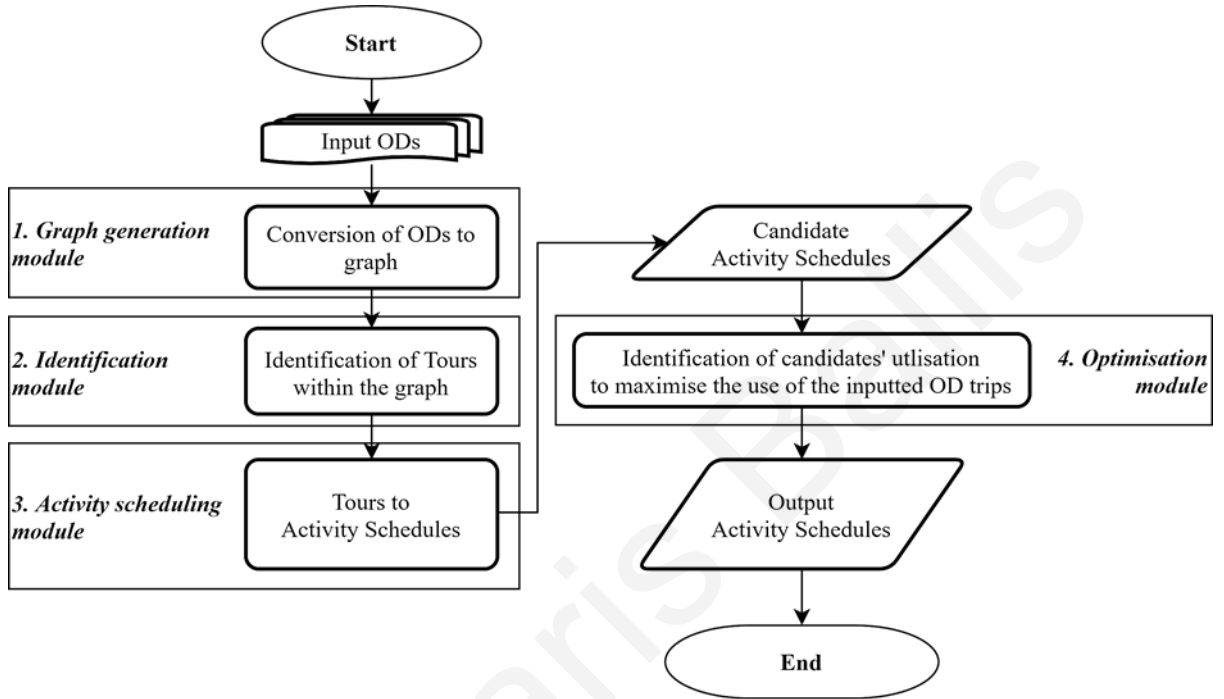 Start
Input ODs
1. Graph generation
module
Conversion of ODs to
graph
2. Identification
module
Identification of Tours
within the graph
3. Activity scheduling
module
Tours to
Activity Schedules
Candidate
Activity Schedules
Identification of candidates' utlisation
to maximise the use of the inputted OD trips
4. Optimisation
module
Output
Activity Schedules
End
aris Bellis